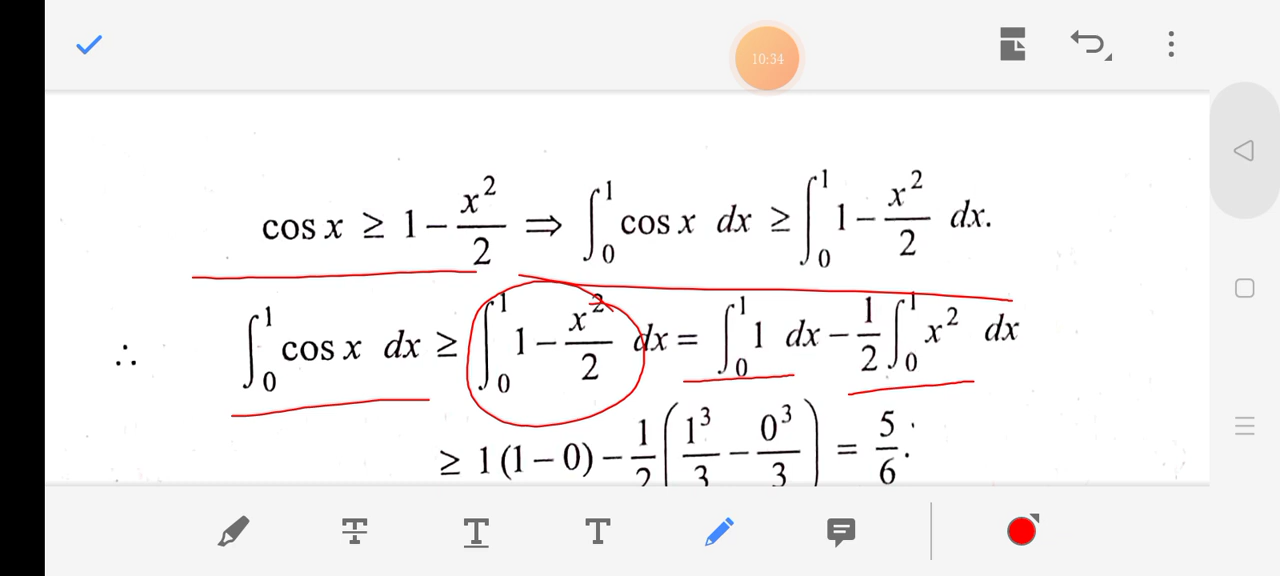 10:34
cos x ≥ 1 − x²/2 ⇒ ∫₀¹ cos x dx ≥ ∫₀¹ 1 − x²/2 dx.
∴ ∫₀¹ cos x dx ≥ ∫₀¹ 1 − x²/2 dx = ∫₀¹ 1 dx − 1/2 ∫₀¹ x² dx
≥ 1(1 − 0) − 1/2 (1³/3 − 0³/3) = 5/6.
T T T